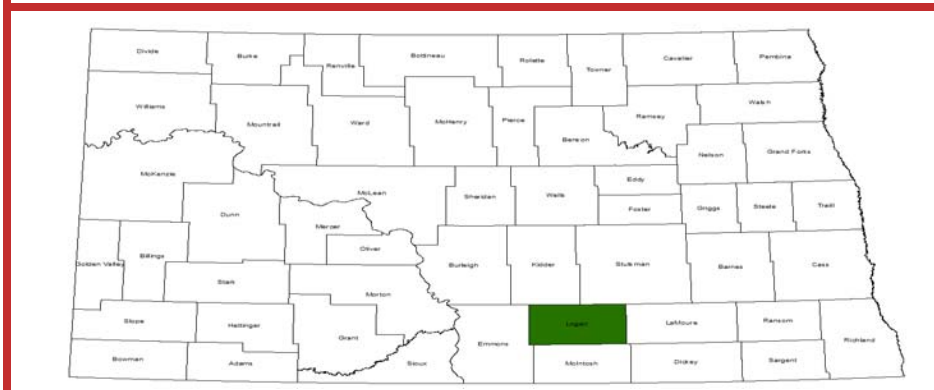 Divide
Burke
Renville
Bottineau
Rolette
Towner
Cavalier
Pembina
Williams
Mountrail
Ward
McHenry
Pierce
Benson
Ramsey
Walsh
Nelson
Grand Forks
McKenzie
Dunn
McLean
Mercer
Oliver
Sheridan
Wells
Eddy
Foster
Griggs
Steele
Traill
Golden Valley
Billings
Stark
Morton
Burleigh
Kidder
Stutsman
Barnes
Cass
Slope
Hettinger
Grant
Sioux
Emmons
Logan
LaMoure
Ransom
Richland
Bowman
Adams
McIntosh
Dickey
Sargent